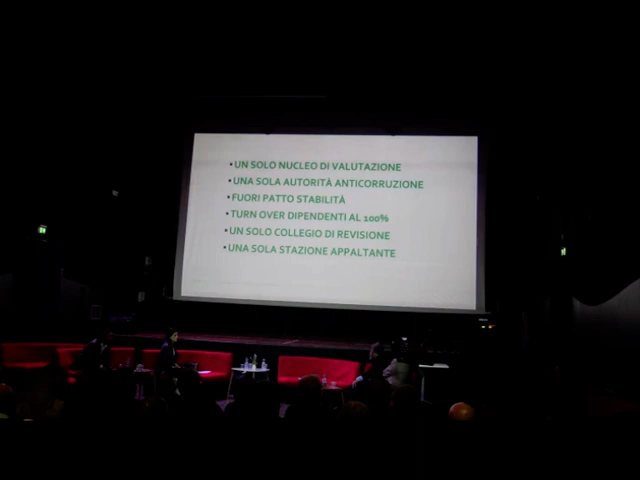 • UN SOLO NUCLEO DI VALUTAZIONE
• UNA SOLA AUTORITÀ ANTICORRUZIONE
• FUORI PATTO STABILITÀ
• TURN OVER DIPENDENTI AL 100%
• UN SOLO COLLEGIO DI REVISIONE
• UNA SOLA STAZIONE APPALTANTE